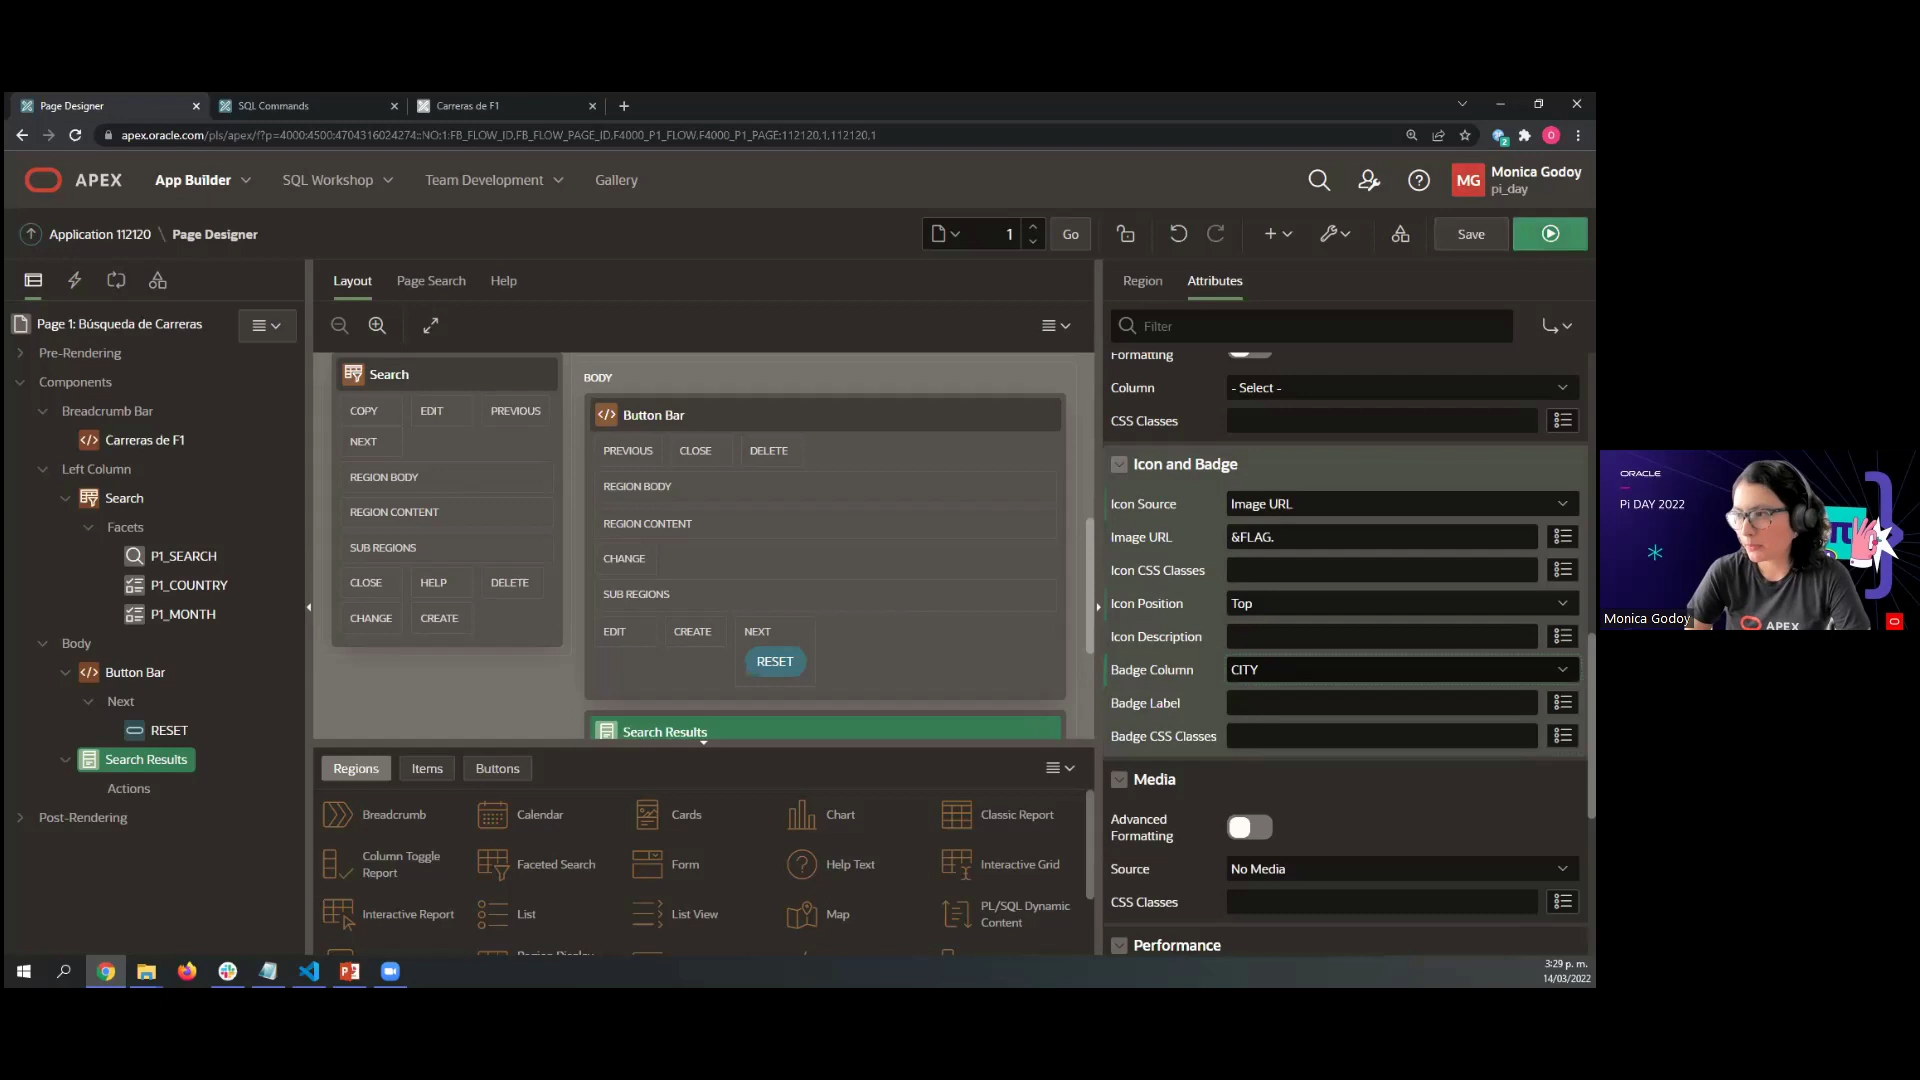 Page Designer
SQL Commands
Carreras de F1
apex.oracle.com/pls/apex/f?p=4000:4500:4704316024274::NO:1:FB_FLOW_ID,FB_FLOW_PAGE_ID,F4000_P1_FLOW,F4000_P1_PAGE:112120,1,112120,1
2
O
APEX
App Builder
SQL Workshop
Team Development
Gallery
MG
Monica Godoy
pi_day
Application 112120 \ Page Designer
1
Go
Save
Page 1: Búsqueda de Carreras
Pre-Rendering
Components
Breadcrumb Bar
Carreras de F1
Left Column
Search
Facets
P1_SEARCH
P1_COUNTRY
P1_MONTH
Body
Button Bar
Next
RESET
Search Results
Actions
Post-Rendering
Layout
Page Search
Help
Search
COPY
EDIT
PREVIOUS
NEXT
REGION BODY
REGION CONTENT
SUB REGIONS
CLOSE
HELP
DELETE
CHANGE
CREATE
BODY
Button Bar
PREVIOUS
CLOSE
DELETE
REGION BODY
REGION CONTENT
CHANGE
SUB REGIONS
EDIT
CREATE
NEXT
RESET
Search Results
Regions
Items
Buttons
Breadcrumb
Calendar
Cards
Chart
Classic Report
Column Toggle
Report
Faceted Search
Form
Help Text
Interactive Grid
Interactive Report
List
List View
Map
PL/SQL Dynamic
Content
Region Display
Region
Attributes
Filter
Formatting
Column
- Select -
CSS Classes
Icon and Badge
Icon Source
Image URL
Image URL
&FLAG.
Icon CSS Classes
Icon Position
Top
Icon Description
Badge Column
CITY
Badge Label
Badge CSS Classes
Media
Advanced
Formatting
Source
No Media
CSS Classes
Performance
3:29 p. m.
14/03/2022
ORACLE
Pi DAY 2022
APEX
Monica Godoy